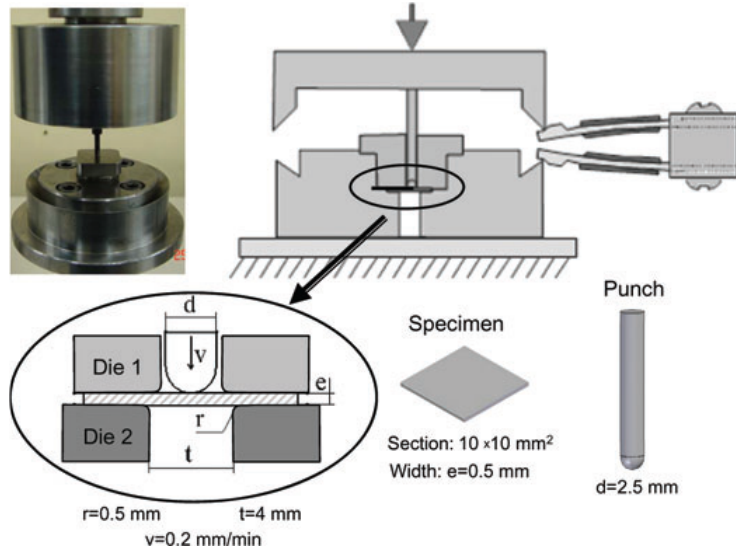 Punch
Specimen
d
v
Die 1
e
r
Die 2
t
Section: 10 ×10 mm²
Width: e=0.5 mm
d=2.5 mm
r=0.5 mm t=4 mm
v=0.2 mm/min